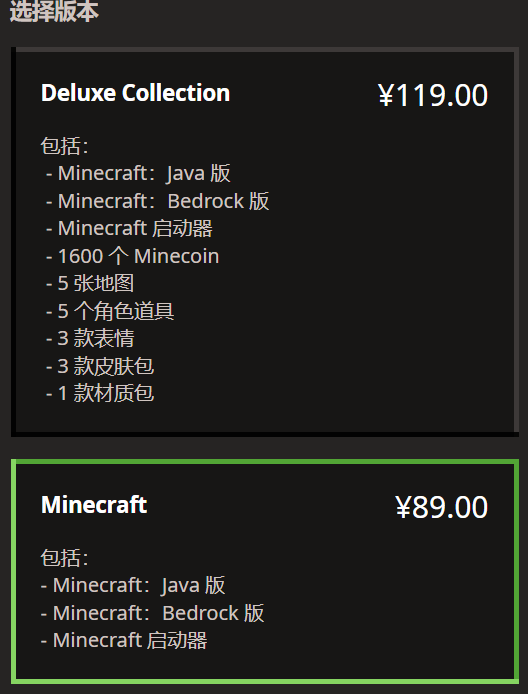 选择版本
Deluxe Collection
¥119.00
包括：
- Minecraft：Java 版
- Minecraft：Bedrock 版
- Minecraft 启动器
- 1600 个 Minecoin
- 5 张地图
- 5 个角色道具
- 3 款表情
- 3 款皮肤包
- 1 款材质包
Minecraft
¥89.00
包括：
- Minecraft：Java 版
- Minecraft：Bedrock 版
- Minecraft 启动器